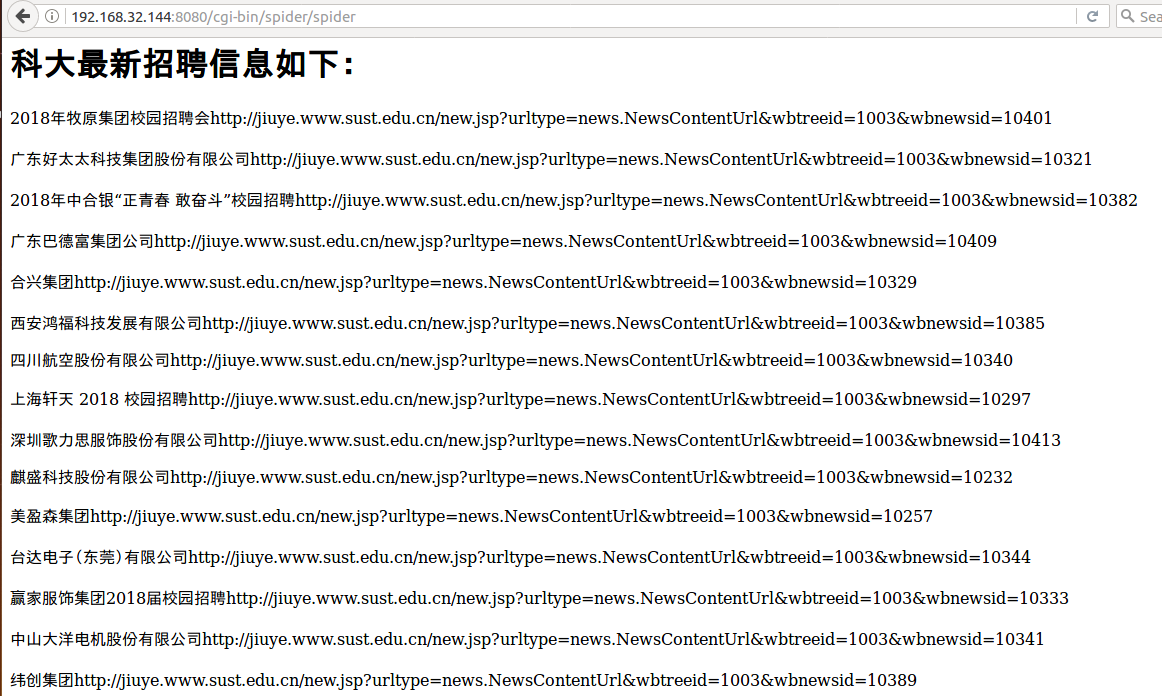 192.168.32.144:8080/cgi-bin/spider/spider
Sea
科大最新招聘信息如下：
2018年牧原集团校园招聘会http://jiuye.www.sust.edu.cn/new.jsp?urltype=news.NewsContentUrl&wbtreeid=1003&wbnewsid=10401
广东好太太科技集团股份有限公司http://jiuye.www.sust.edu.cn/new.jsp?urltype=news.NewsContentUrl&wbtreeid=1003&wbnewsid=10321
2018年中合银“正青春 敢奋斗”校园招聘http://jiuye.www.sust.edu.cn/new.jsp?urltype=news.NewsContentUrl&wbtreeid=1003&wbnewsid=10382
广东巴德富集团公司http://jiuye.www.sust.edu.cn/new.jsp?urltype=news.NewsContentUrl&wbtreeid=1003&wbnewsid=10409
合兴集团http://jiuye.www.sust.edu.cn/new.jsp?urltype=news.NewsContentUrl&wbtreeid=1003&wbnewsid=10329
西安鸿福科技发展有限公司http://jiuye.www.sust.edu.cn/new.jsp?urltype=news.NewsContentUrl&wbtreeid=1003&wbnewsid=10385
四川航空股份有限公司http://jiuye.www.sust.edu.cn/new.jsp?urltype=news.NewsContentUrl&wbtreeid=1003&wbnewsid=10340
上海轩天 2018 校园招聘http://jiuye.www.sust.edu.cn/new.jsp?urltype=news.NewsContentUrl&wbtreeid=1003&wbnewsid=10297
深圳歌力思服饰股份有限公司http://jiuye.www.sust.edu.cn/new.jsp?urltype=news.NewsContentUrl&wbtreeid=1003&wbnewsid=10413
麒盛科技股份有限公司http://jiuye.www.sust.edu.cn/new.jsp?urltype=news.NewsContentUrl&wbtreeid=1003&wbnewsid=10232
美盈森集团http://jiuye.www.sust.edu.cn/new.jsp?urltype=news.NewsContentUrl&wbtreeid=1003&wbnewsid=10257
台达电子（东莞）有限公司http://jiuye.www.sust.edu.cn/new.jsp?urltype=news.NewsContentUrl&wbtreeid=1003&wbnewsid=10344
赢家服饰集团2018届校园招聘http://jiuye.www.sust.edu.cn/new.jsp?urltype=news.NewsContentUrl&wbtreeid=1003&wbnewsid=10333
中山大洋电机股份有限公司http://jiuye.www.sust.edu.cn/new.jsp?urltype=news.NewsContentUrl&wbtreeid=1003&wbnewsid=10341
纬创集团http://jiuye.www.sust.edu.cn/new.jsp?urltype=news.NewsContentUrl&wbtreeid=1003&wbnewsid=10389